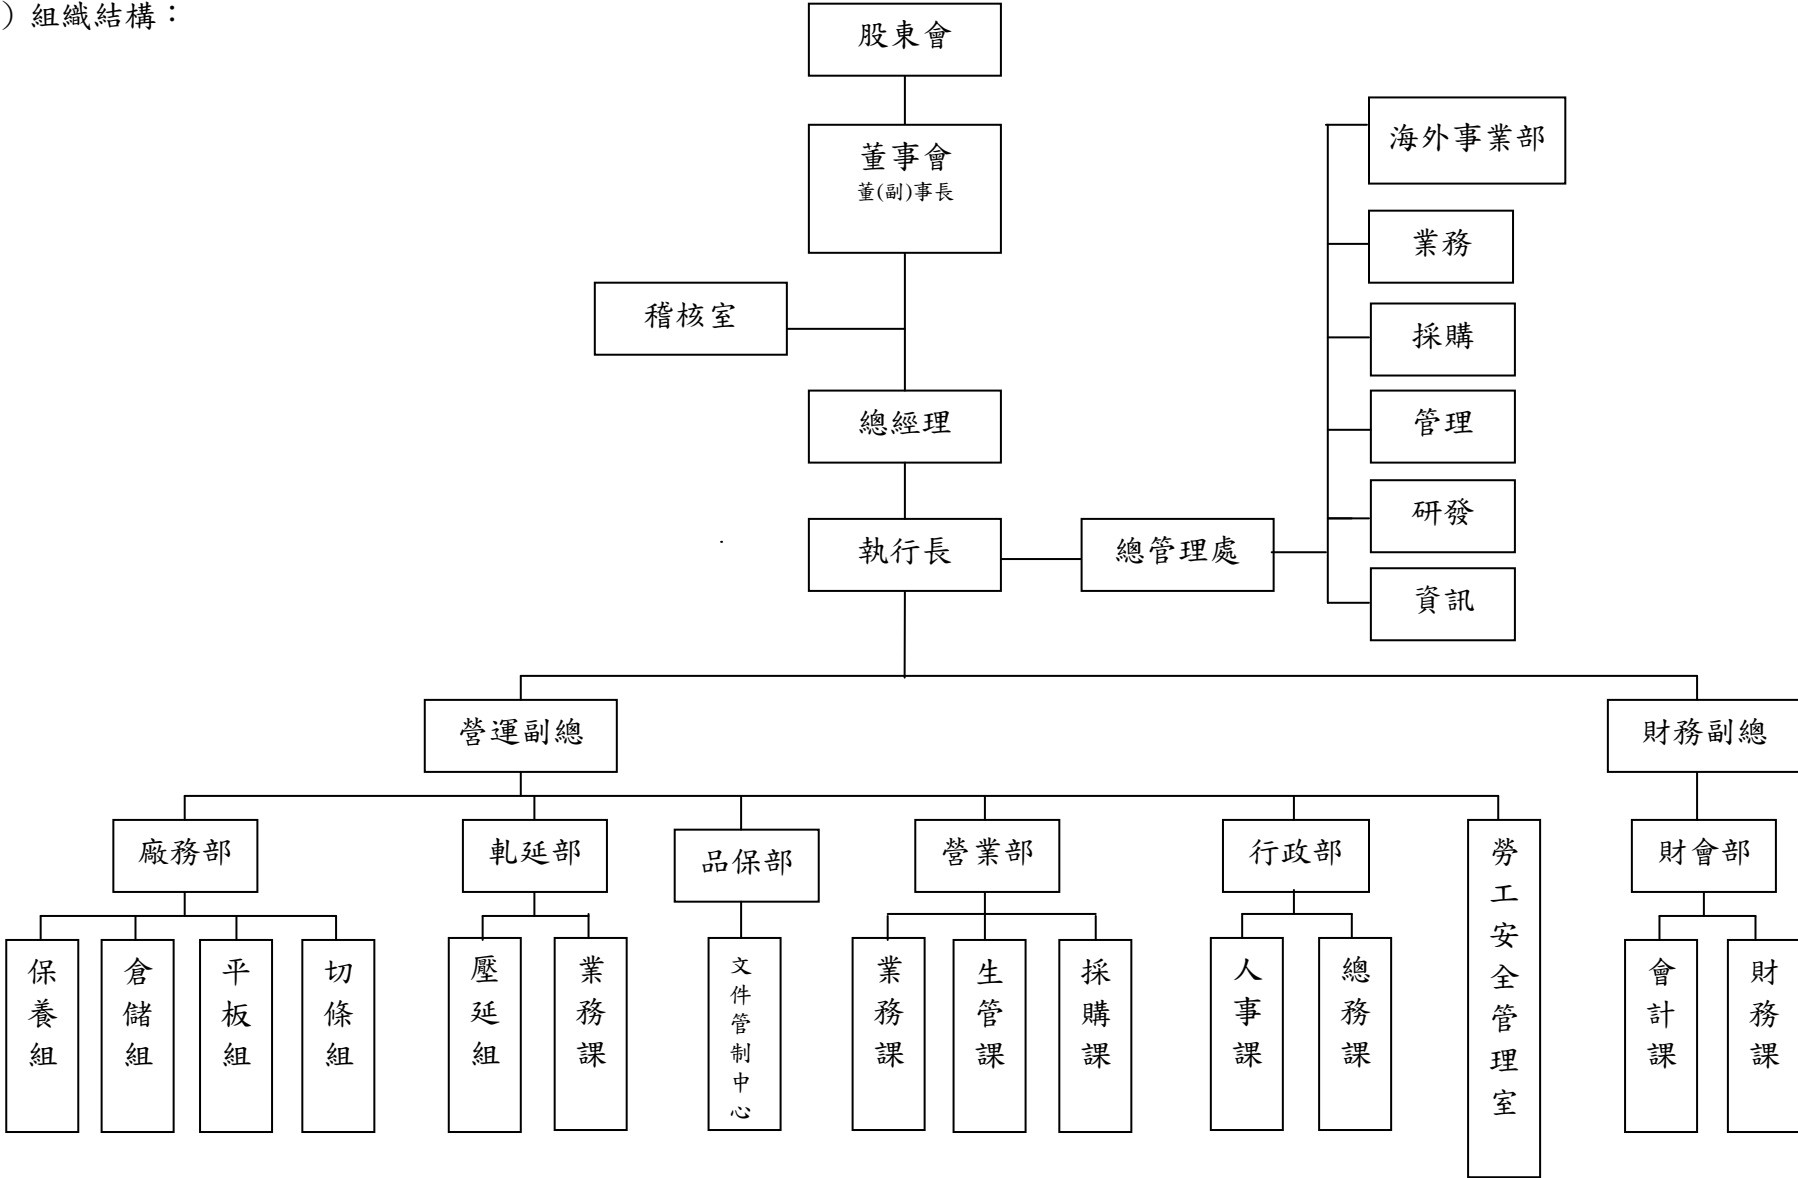 ）組織結構：
股東會
董事會
董(副)事長
稽核室
總經理
執行長
總管理處
海外事業部
業務
採購
管理
研發
資訊
營運副總
財務副總
廠務部
軋延部
品保部
營業部
行政部
勞工安全管理室
財會部
保養組
倉儲組
平板組
切條組
壓延組
業務課
文件管制中心
業務課
生管課
採購課
人事課
總務課
會計課
財務課